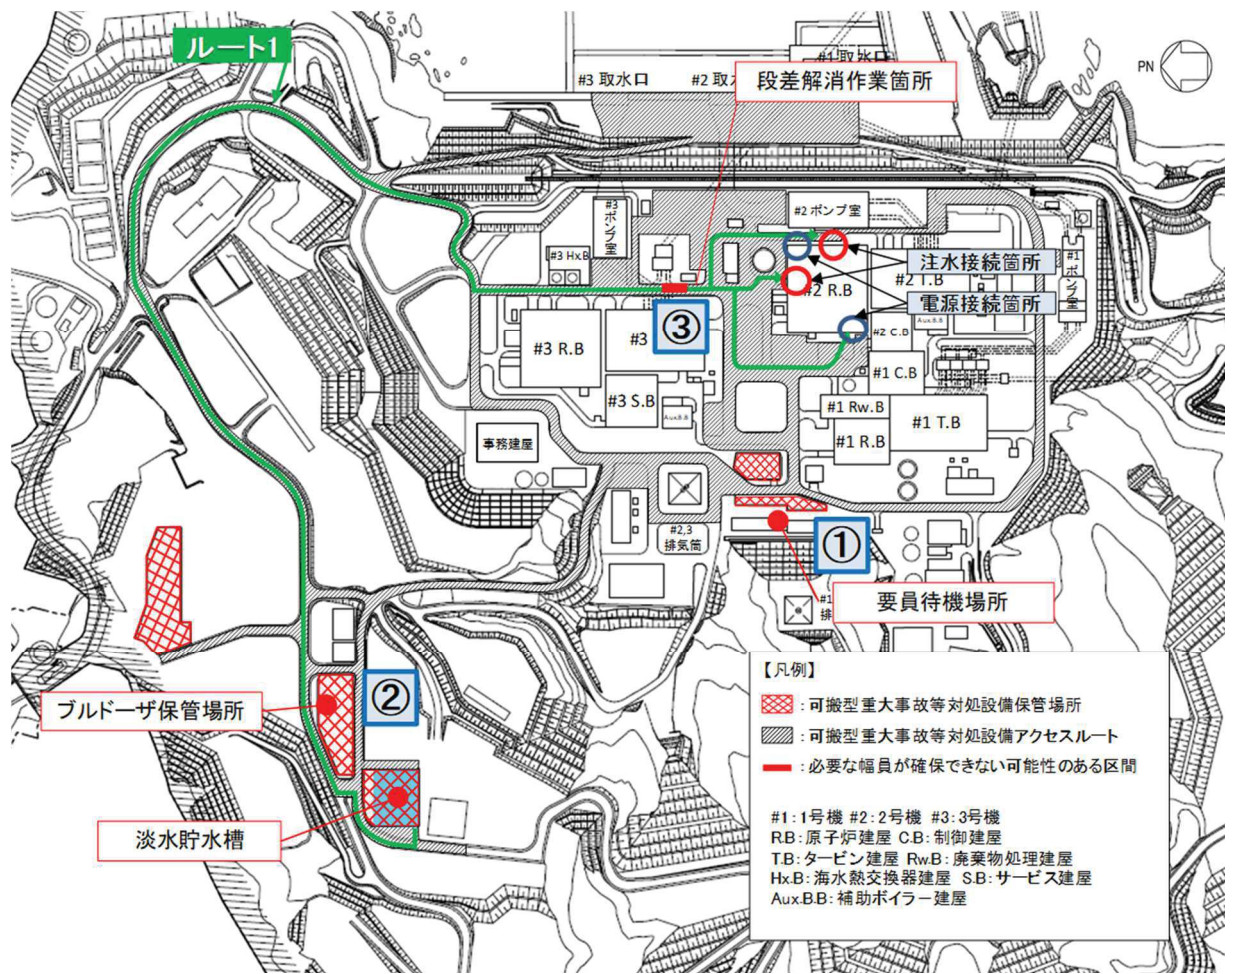 ルート1
#3 取水口
#2 取水
#1 取水口
PN
段差解消作業箇所
#3 ポンプ室
#2 ポンプ室
#3 Hx.B
注水接続箇所
#2 T.B
#1 ポンプ室
#2 R.B
電源接続箇所
③
Aux.B.B
#2 C.B
#3 R.B
#3
#1 C.B
#3 S.B
Aux.B.B
#1 Rw.B
#1 T.B
#1 R.B
事務建屋
#2,3
排気筒
①
要員待機場所
#1
排
②
ブルドーザ保管場所
淡水貯水槽
【凡例】
：可搬型重大事故等対処設備保管場所
：可搬型重大事故等対処設備アクセスルート
：必要な幅員が確保できない可能性のある区間
#1：1号機 #2：2号機 #3：3号機
R.B：原子炉建屋 C.B：制御建屋
T.B：タービン建屋 Rw.B：廃棄物処理建屋
Hx.B：海水熱交換器建屋 S.B：サービス建屋
Aux.B.B：補助ボイラー建屋